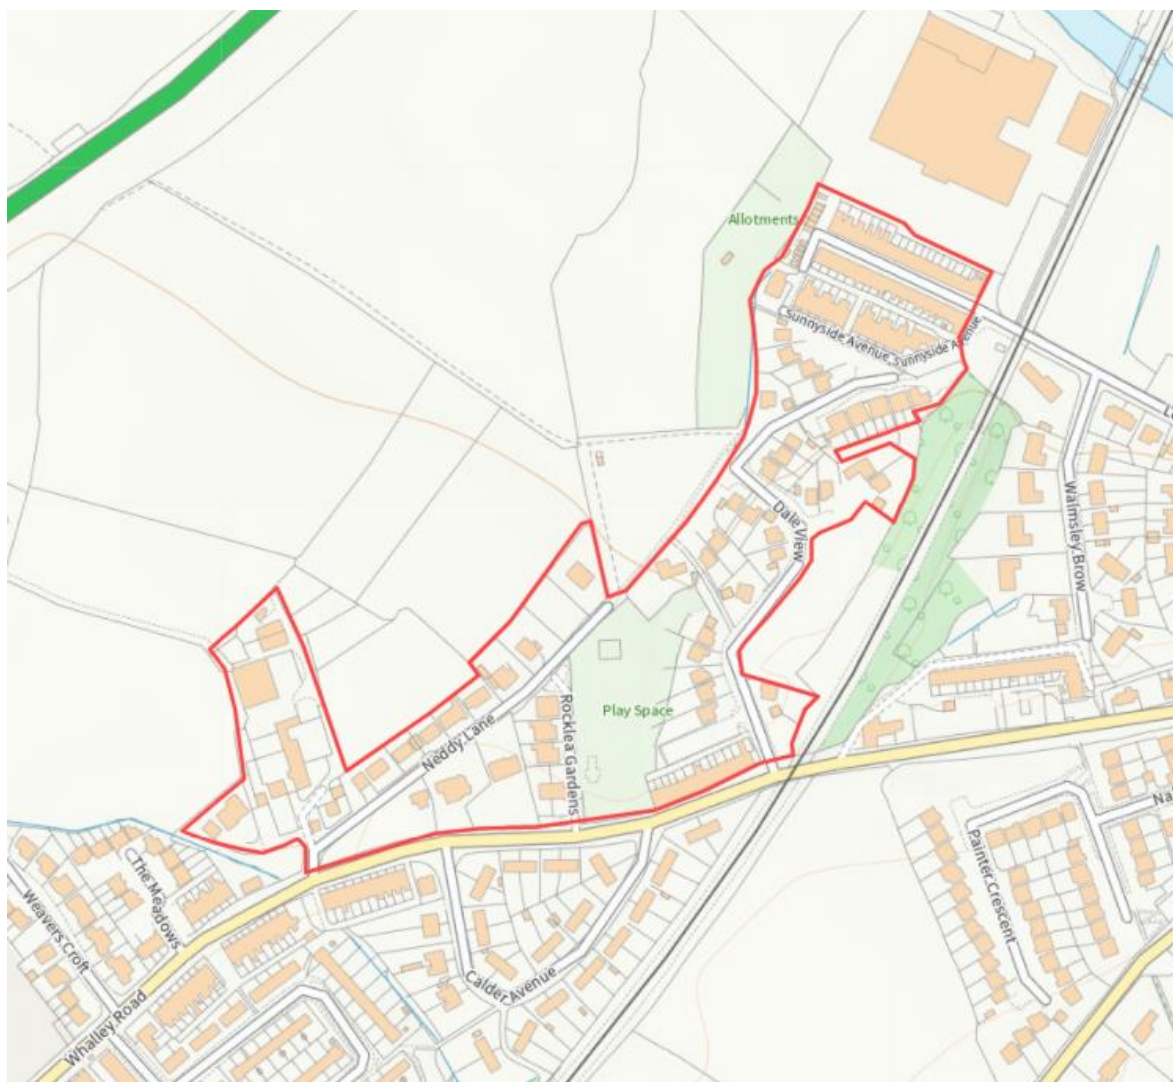 Allotments
Sunnyside Avenue
Sunnyside Avenue
Dale View
Walmsley Brow
Play Space
Neddy Lane
Rocklea Gardens
The Meadows
Weavers Croft
Painter Crescent
Calder Avenue
Whalley Road